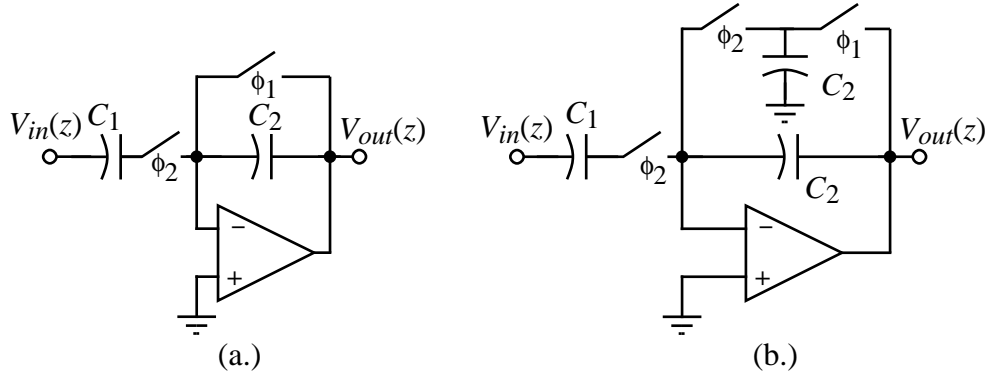 C1
Vin(z)
ϕ2
ϕ1
C2
Vout(z)
−
+
(a.)
ϕ2
ϕ1
C2
Vin(z)
C1
ϕ2
C2
Vout(z)
−
+
(b.)